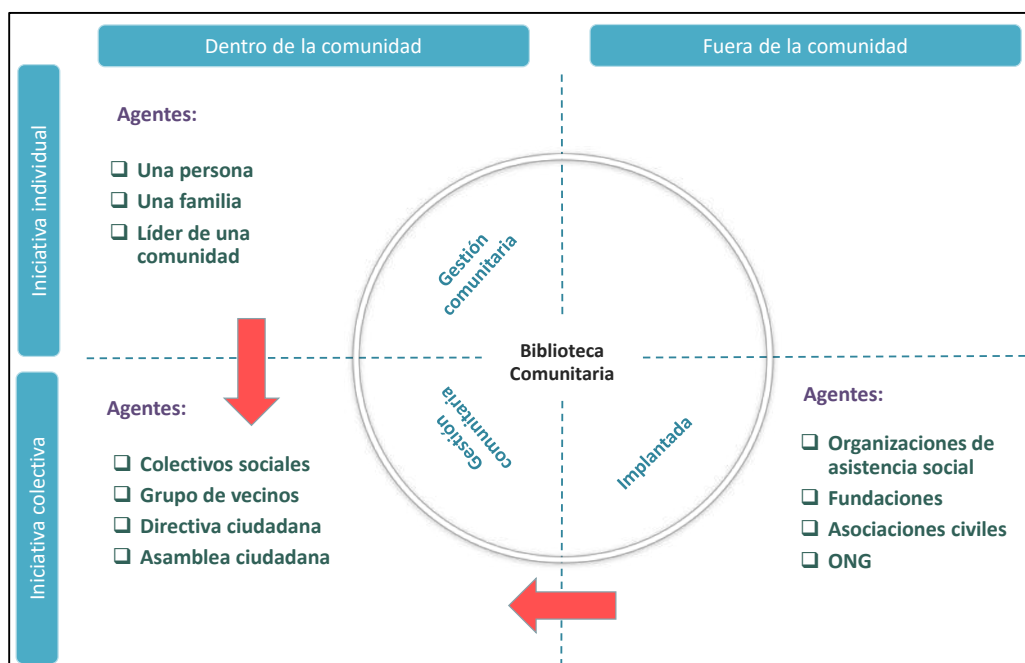 Dentro de la comunidad
Fuera de la comunidad
Iniciativa individual
Agentes:
❑ Una persona
❑ Una familia
❑ Líder de una
comunidad
Gestión
comunitaria
Biblioteca
Comunitaria
Iniciativa colectiva
Agentes:
❑ Colectivos sociales
❑ Grupo de vecinos
❑ Directiva ciudadana
❑ Asamblea ciudadana
Gestión
comunitaria
Implantada
Agentes:
❑ Organizaciones de
asistencia social
❑ Fundaciones
❑ Asociaciones civiles
❑ ONG